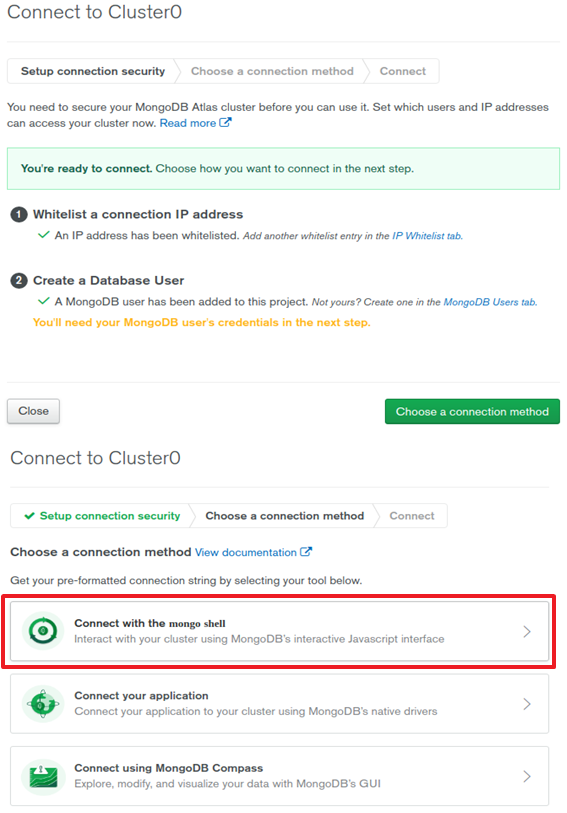 Connect to Cluster0
Setup connection security
Choose a connection method
Connect
You need to secure your MongoDB Atlas cluster before you can use it. Set which users and IP addresses
can access your cluster now. Read more
You're ready to connect. Choose how you want to connect in the next step.
1 Whitelist a connection IP address
An IP address has been whitelisted. Add another whitelist entry in the IP Whitelist tab.
2 Create a Database User
A MongoDB user has been added to this project. Not yours? Create one in the MongoDB Users tab.
You'll need your MongoDB user's credentials in the next step.
Close
Choose a connection method
Connect to Cluster0
Setup connection security
Choose a connection method
Connect
Choose a connection method View documentation
Get your pre-formatted connection string by selecting your tool below.
Connect with the mongo shell
Interact with your cluster using MongoDB's interactive Javascript interface
Connect your application
Connect your application to your cluster using MongoDB's native drivers
Connect using MongoDB Compass
Explore, modify, and visualize your data with MongoDB's GUI